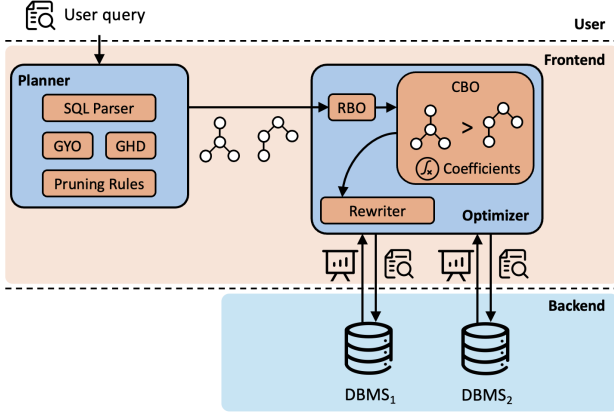 User query
User
Frontend
Planner
SQL Parser
GYO
GHD
Pruning Rules
RBO
CBO
>
fx Coefficients
Rewriter
Optimizer
Backend
DBMS₁
DBMS₂